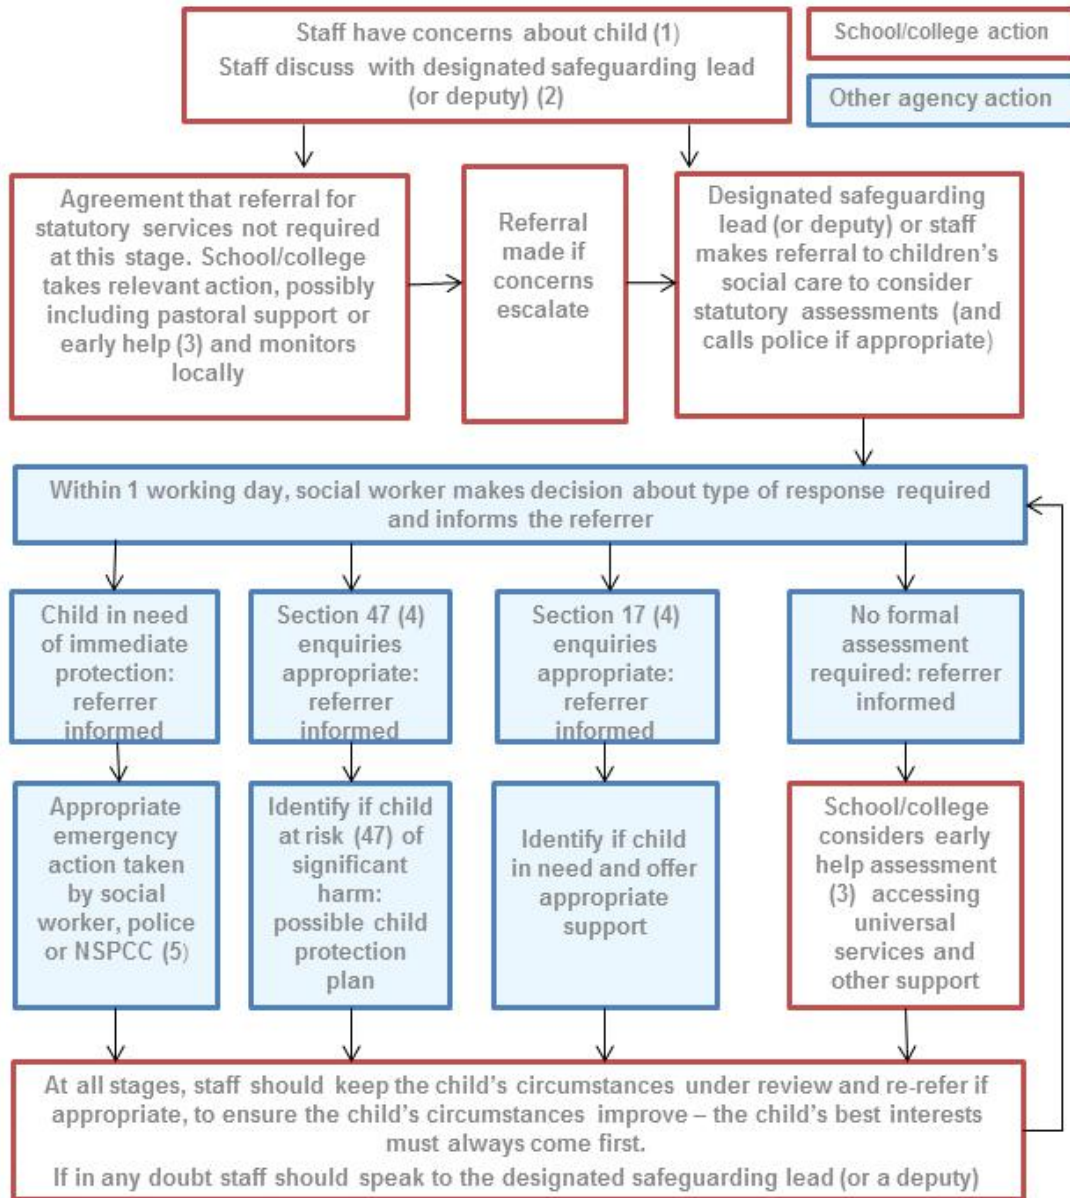 Staff have concerns about child (1)
Staff discuss with designated safeguarding lead
(or deputy) (2)
School/college action
Other agency action
Agreement that referral for
statutory services not required
at this stage. School/college
takes relevant action, possibly
including pastoral support or
early help (3) and monitors
locally
Referral
made if
concerns
escalate
Designated safeguarding
lead (or deputy) or staff
makes referral to children's
social care to consider
statutory assessments (and
calls police if appropriate)
Within 1 working day, social worker makes decision about type of response required
and informs the referrer
Child in need
of immediate
protection:
referrer
informed
Section 47 (4)
enquiries
appropriate:
referrer
informed
Section 17 (4)
enquiries
appropriate:
referrer
informed
No formal
assessment
required: referrer
informed
Appropriate
emergency
action taken
by social
worker, police
or NSPCC (5)
Identify if child
at risk (47) of
significant
harm:
possible child
protection
plan
Identify if child
in need and offer
appropriate
support
School/college
considers early
help assessment
(3) accessing
universal
services and
other support
At all stages, staff should keep the child's circumstances under review and re-refer if
appropriate, to ensure the child's circumstances improve – the child's best interests
must always come first.
If in any doubt staff should speak to the designated safeguarding lead (or a deputy)